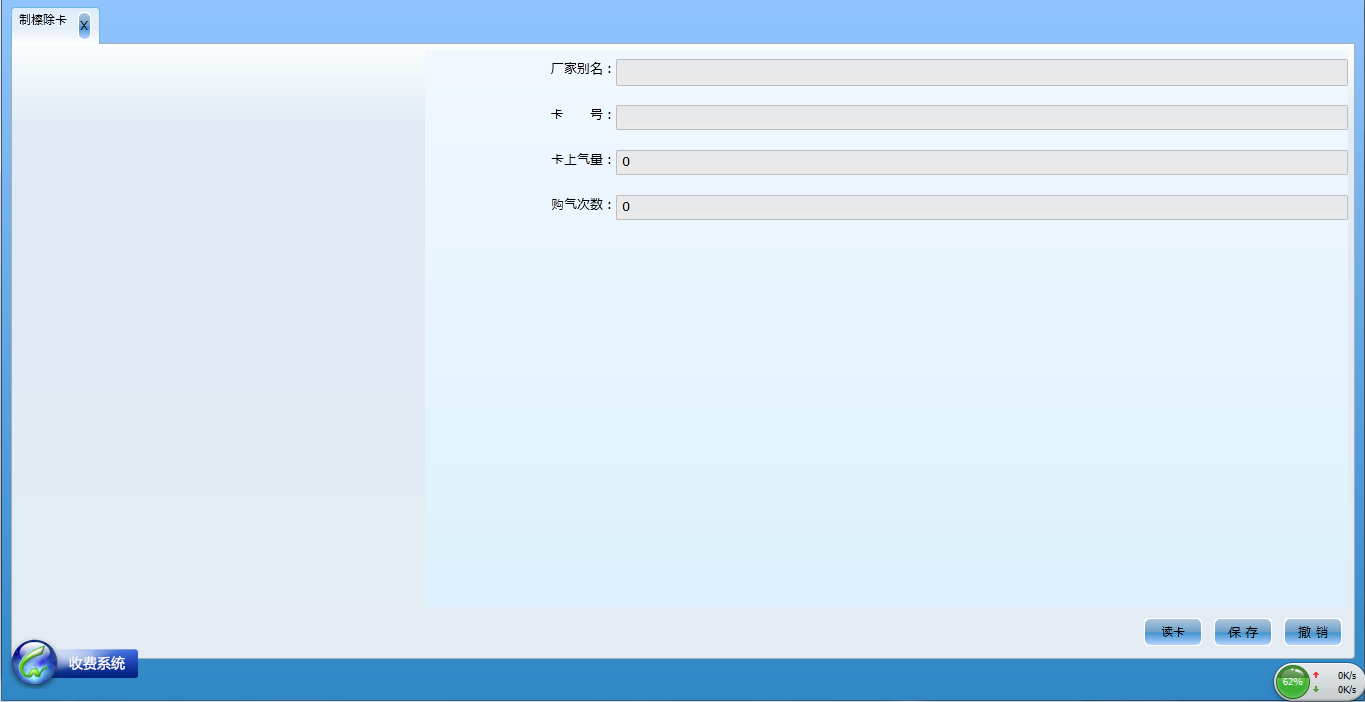 制檫除卡 X
厂家别名：
卡 号：
卡上气量： 0
购气次数： 0
读卡 保存 撤销
收费系统
62% 0K/s
0K/s